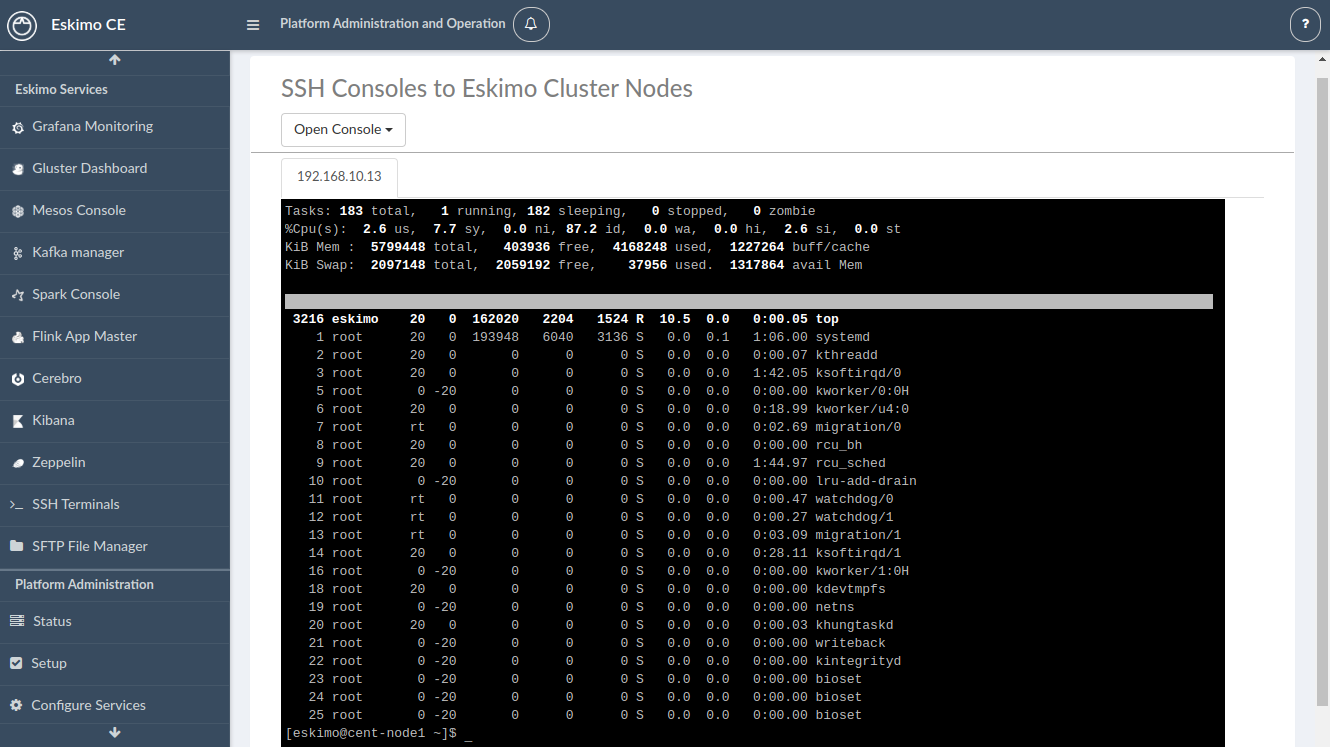 Eskimo CE
Platform Administration and Operation
?
Eskimo Services
Grafana Monitoring
Gluster Dashboard
Mesos Console
Kafka manager
Spark Console
Flink App Master
Cerebro
Kibana
Zeppelin
SSH Terminals
SFTP File Manager
Platform Administration
Status
Setup
Configure Services
SSH Consoles to Eskimo Cluster Nodes
Open Console
192.168.10.13
Tasks: 183 total,   1 running, 182 sleeping,   0 stopped,   0 zombie
%Cpu(s):  2.6 us,  7.7 sy,  0.0 ni, 87.2 id,  0.0 wa,  0.0 hi,  2.6 si,  0.0 st
KiB Mem :  5799448 total,   403936 free,  4168248 used,  1227264 buff/cache
KiB Swap:  2097148 total,  2059192 free,    37956 used.  1317864 avail Mem
3216 eskimo    20   0  162020   2204   1524 R  10.5  0.0   0:00.05 top
1 root      20   0  193948   6040   3136 S   0.0  0.1   1:06.00 systemd
2 root      20   0       0      0      0 S   0.0  0.0   0:00.07 kthreadd
3 root      20   0       0      0      0 S   0.0  0.0   1:42.05 ksoftirqd/0
5 root       0 -20       0      0      0 S   0.0  0.0   0:00.00 kworker/0:0H
6 root      20   0       0      0      0 S   0.0  0.0   0:18.99 kworker/u4:0
7 root      rt   0       0      0      0 S   0.0  0.0   0:02.69 migration/0
8 root      20   0       0      0      0 S   0.0  0.0   0:00.00 rcu_bh
9 root      20   0       0      0      0 S   0.0  0.0   1:44.97 rcu_sched
10 root       0 -20       0      0      0 S   0.0  0.0   0:00.00 lru-add-drain
11 root      rt   0       0      0      0 S   0.0  0.0   0:00.47 watchdog/0
12 root      rt   0       0      0      0 S   0.0  0.0   0:00.27 watchdog/1
13 root      rt   0       0      0      0 S   0.0  0.0   0:03.09 migration/1
14 root      20   0       0      0      0 S   0.0  0.0   0:28.11 ksoftirqd/1
16 root       0 -20       0      0      0 S   0.0  0.0   0:00.00 kworker/1:0H
18 root      20   0       0      0      0 S   0.0  0.0   0:00.00 kdevtmpfs
19 root       0 -20       0      0      0 S   0.0  0.0   0:00.00 netns
20 root      20   0       0      0      0 S   0.0  0.0   0:00.03 khungtaskd
21 root       0 -20       0      0      0 S   0.0  0.0   0:00.00 writeback
22 root       0 -20       0      0      0 S   0.0  0.0   0:00.00 kintegrityd
23 root       0 -20       0      0      0 S   0.0  0.0   0:00.00 bioset
24 root       0 -20       0      0      0 S   0.0  0.0   0:00.00 bioset
25 root       0 -20       0      0      0 S   0.0  0.0   0:00.00 bioset
[eskimo@cent-node1 ~]$ _